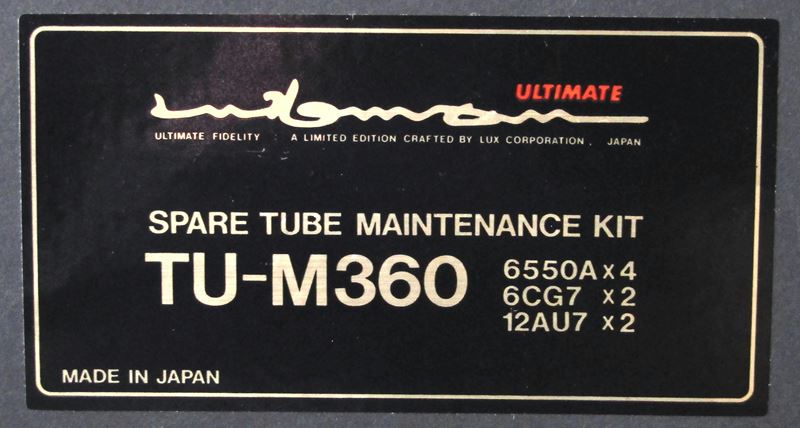 ULTIMATE
ULTIMATE FIDELITY : A LIMITED EDITION CRAFTED BY LUX CORPORATION, JAPAN
SPARE TUBE MAINTENANCE KIT
TU-M360
6550A x 4
6CG7 x 2
12AU7 x 2
MADE IN JAPAN